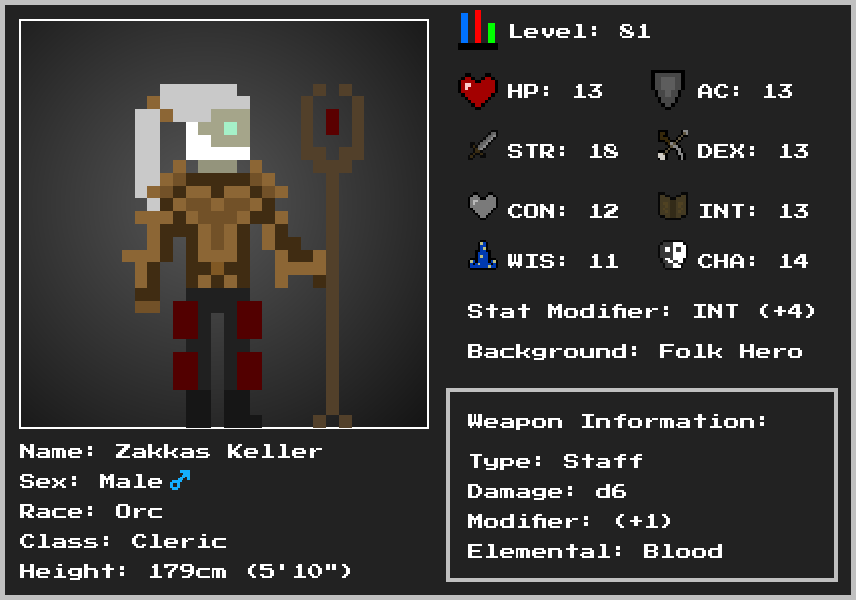 Level: 81
HP: 13
AC: 13
STR: 18
DEX: 13
CON: 12
INT: 13
WIS: 11
CHA: 14
Stat Modifier: INT (+4)
Background: Folk Hero
Weapon Information:
Type: Staff
Damage: d6
Modifier: (+1)
Elemental: Blood
Name: Zakkas Keller
Sex: Male♂
Race: Orc
Class: Cleric
Height: 179cm (5'10")